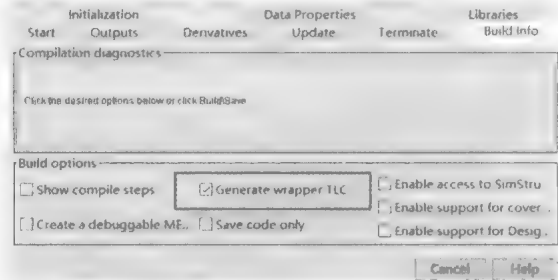 Initialization Data Properties Libraries
Start Outputs Derivatives Update Terminate Build Info
Compilation diagnostics
Click the desired options below or click Build\Save
Build options
Show compile steps Generate wrapper TLC Enable access to SimStru
Enable support for cover .
Create a debuggable ME.. Save code only
Enable support for Desig .
Cancel Help